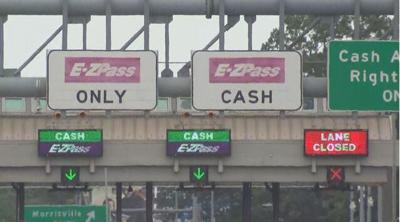 E-ZPass
ONLY
E-ZPass
CASH
Cash A
Right
ON
CASH
E-ZPass
CASH
E-ZPass
LANE
CLOSED
Morrisville